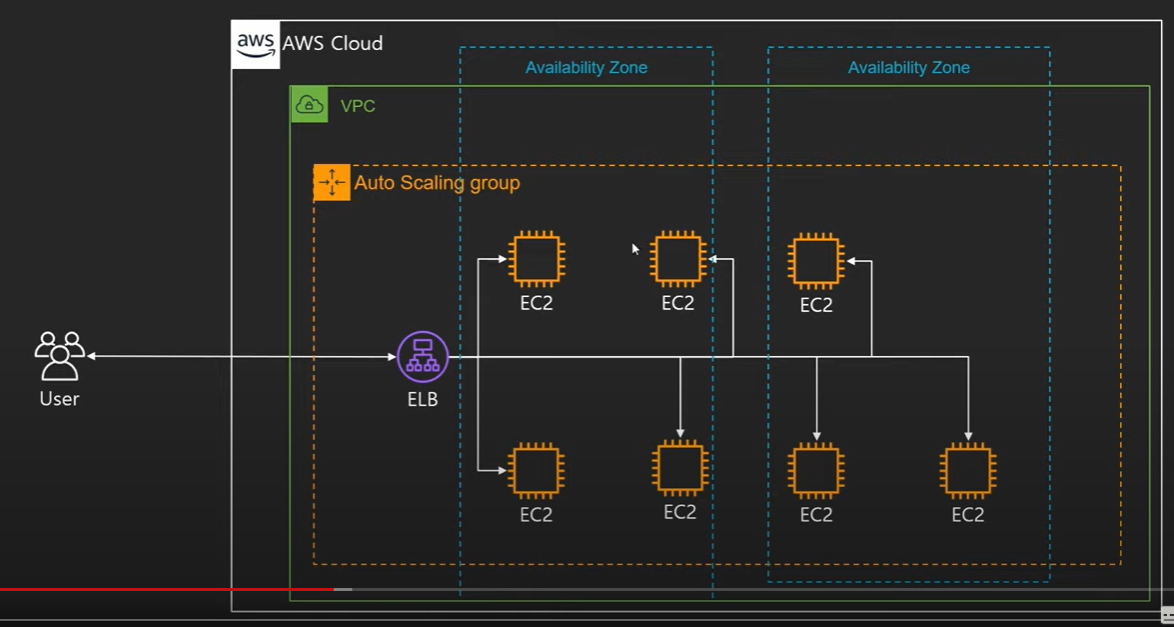 aws
AWS Cloud
Availability Zone
Availability Zone
VPC
Auto Scaling group
EC2
EC2
EC2
User
ELB
EC2
EC2
EC2
EC2